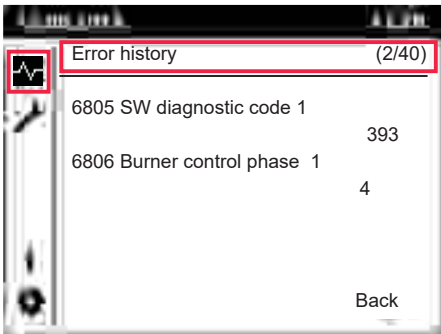 Error history (2/40)
6805 SW diagnostic code 1
393
6806 Burner control phase 1
4
Back